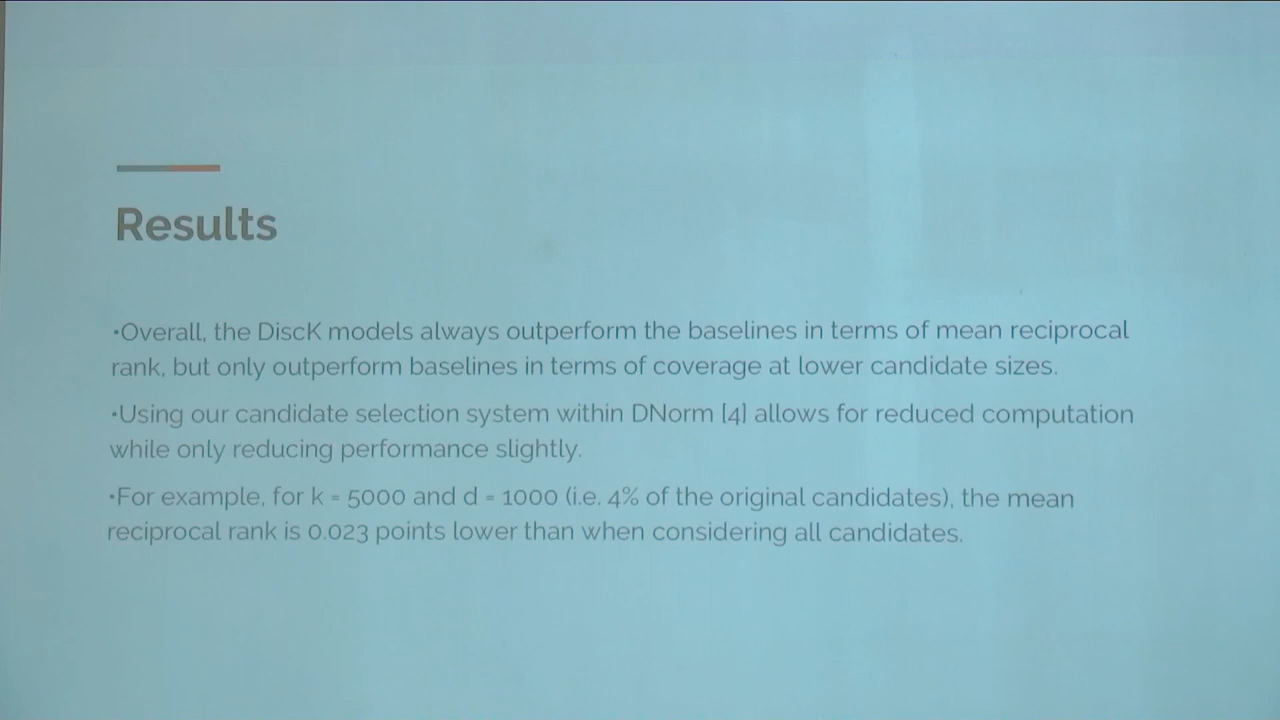 Results
•Overall, the DiscK models always outperform the baselines in terms of mean reciprocal
rank, but only outperform baselines in terms of coverage at lower candidate sizes.
•Using our candidate selection system within DNorm [4] allows for reduced computation
while only reducing performance slightly.
•For example, for k = 5000 and d = 1000 (i.e. 4% of the original candidates), the mean
reciprocal rank is 0.023 points lower than when considering all candidates.